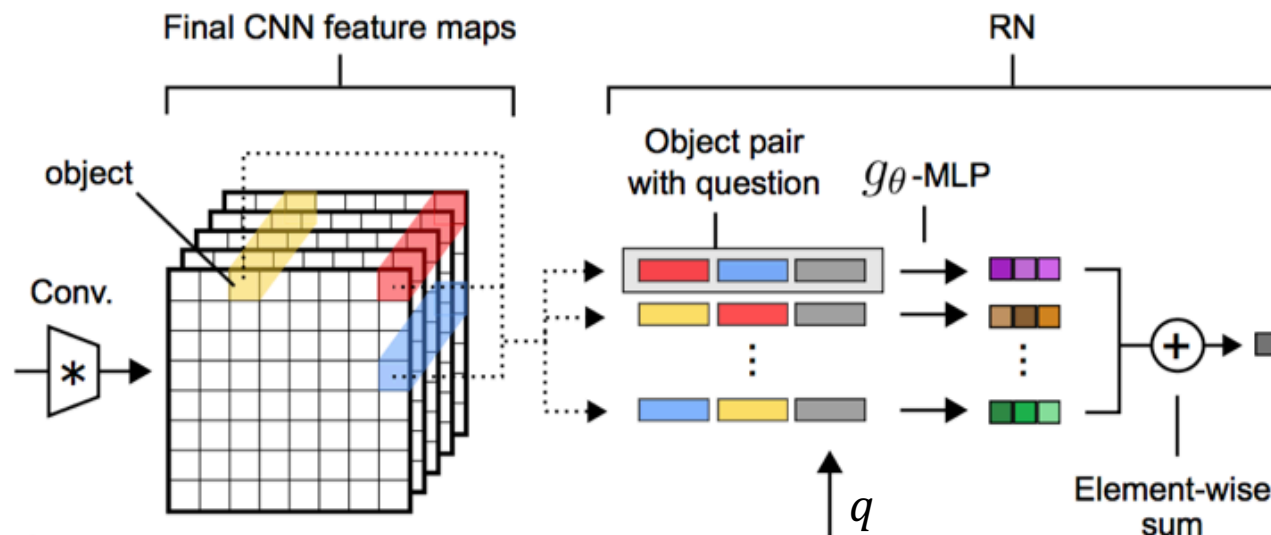 Final CNN feature maps
RN
object
Object pair
with question
gθ-MLP
Conv.
*
+
q
Element-wise
sum